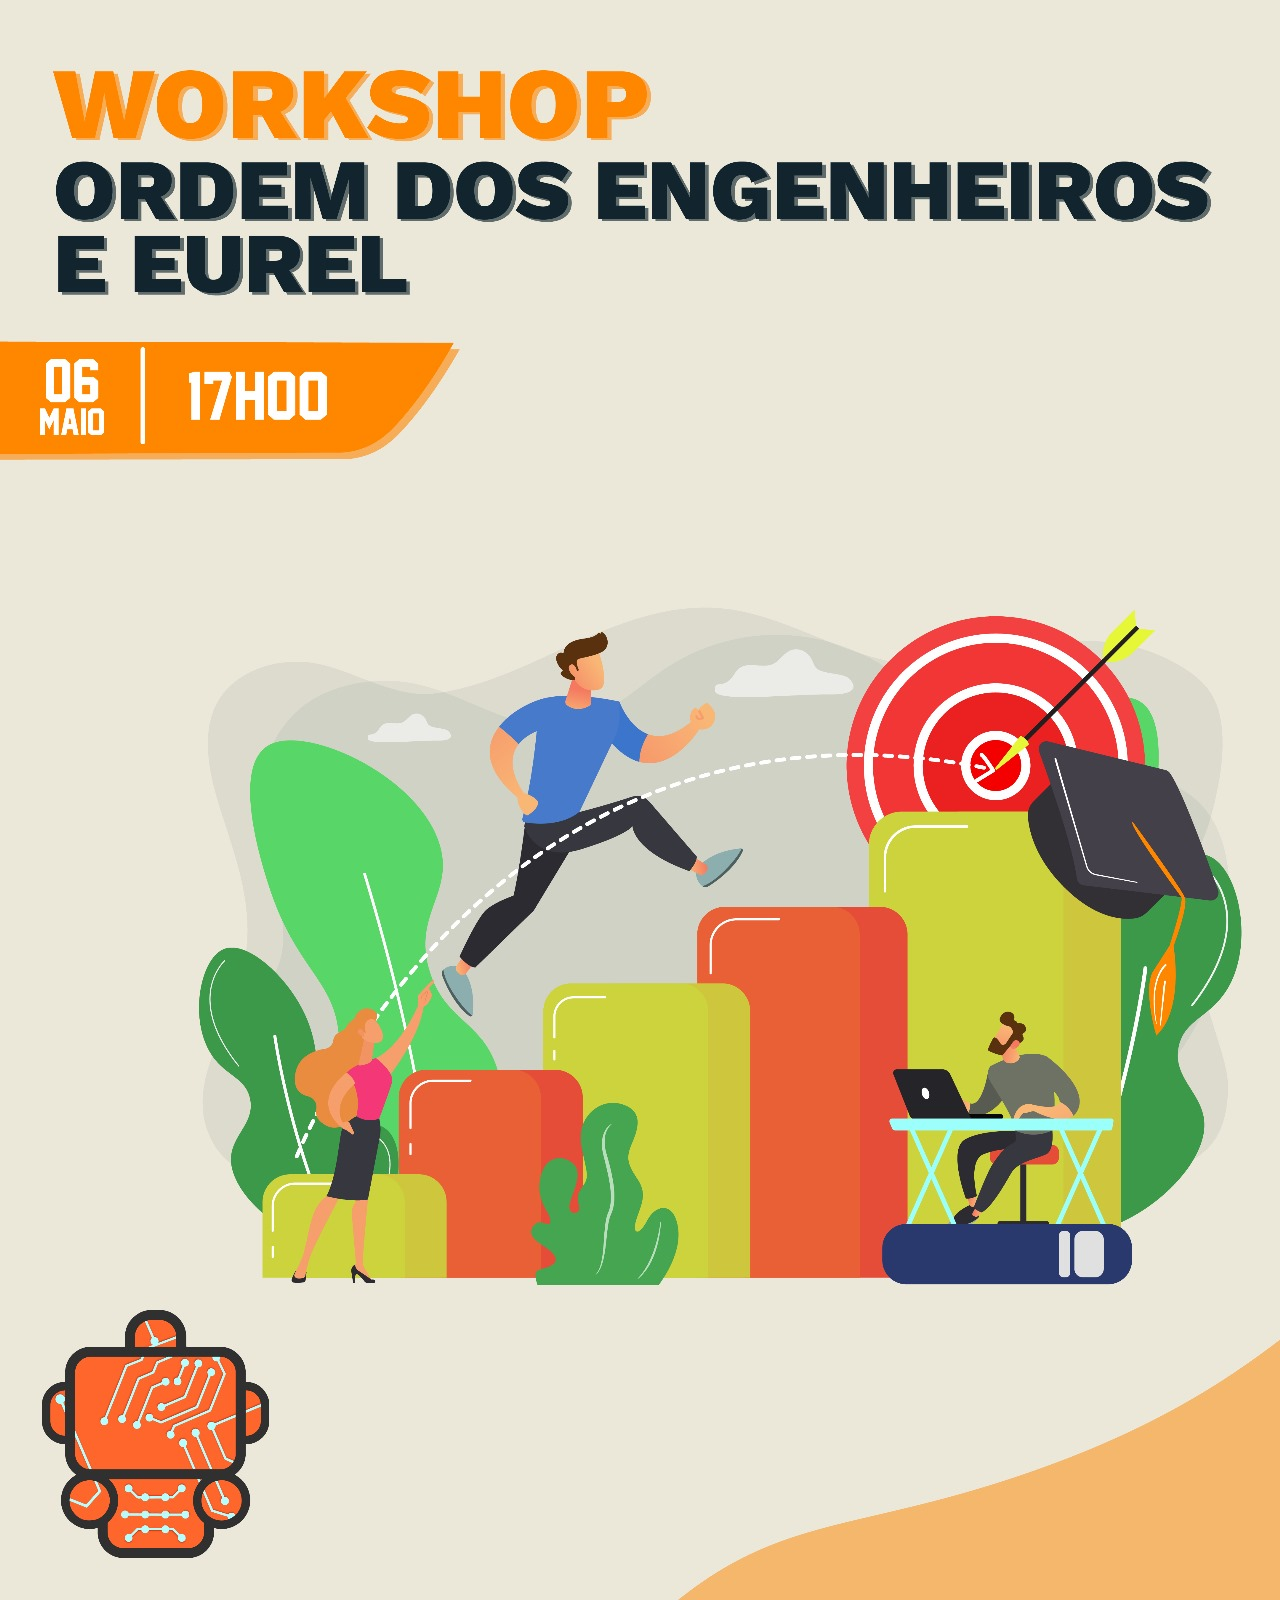 WORKSHOP
ORDEM DOS ENGENHEIROS
E EUREL
06
MAIO
17H00